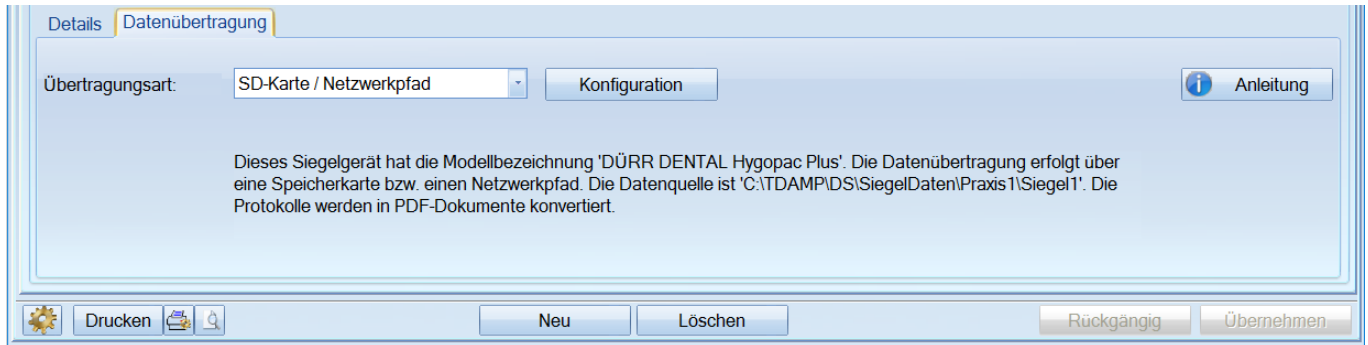 Details Datenübertragung
Übertragungsart: SD-Karte / Netzwerkpfad Konfiguration Anleitung
Dieses Siegelgerät hat die Modellbezeichnung 'DÜRR DENTAL Hygopac Plus'. Die Datenübertragung erfolgt über
eine Speicherkarte bzw. einen Netzwerkpfad. Die Datenquelle ist 'C:\TDAMP\DS\SiegelDaten\Praxis1\Siegel1'. Die
Protokolle werden in PDF-Dokumente konvertiert.
Drucken Neu Löschen Rückgängig Übernehmen